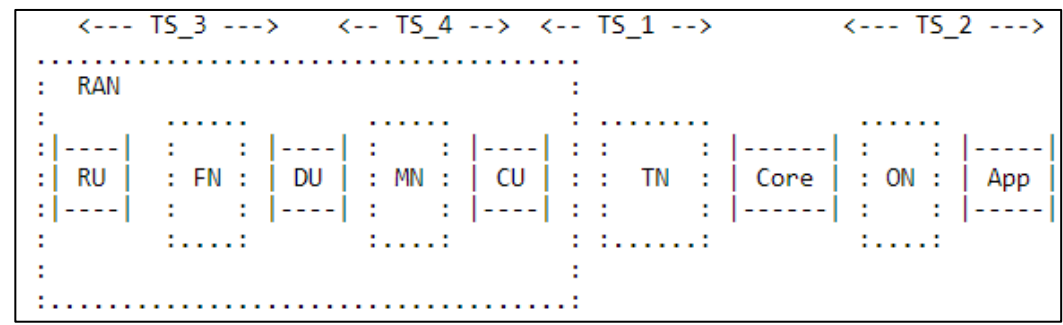 <--- TS_3 ---> <-- TS_4 --> <-- TS_1 --> <--- TS_2 --->
RAN
RU FN DU MN CU TN Core ON App